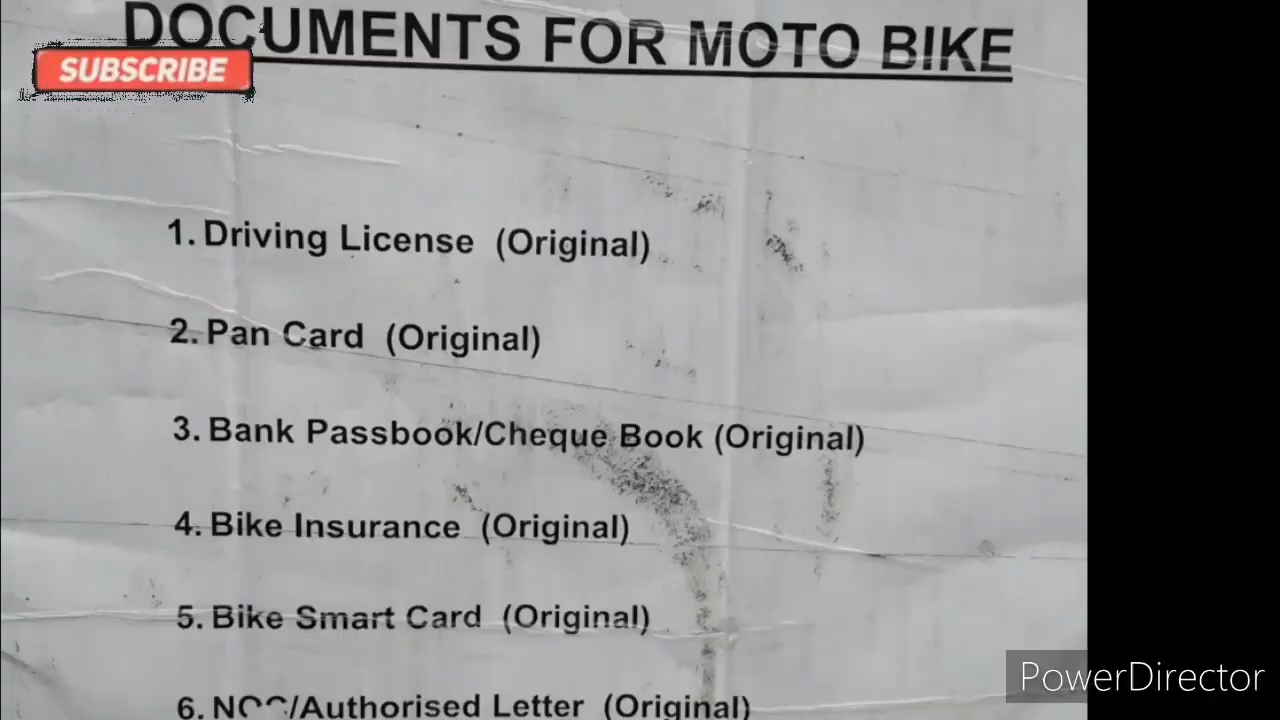 DOCUMENTS FOR MOTO BIKE
SUBSCRIBE
1. Driving License (Original)
2. Pan Card (Original)
3. Bank Passbook/Cheque Book (Original)
4. Bike Insurance (Original)
5. Bike Smart Card (Original)
6. NOC/Authorised Letter (Original)
PowerDirector